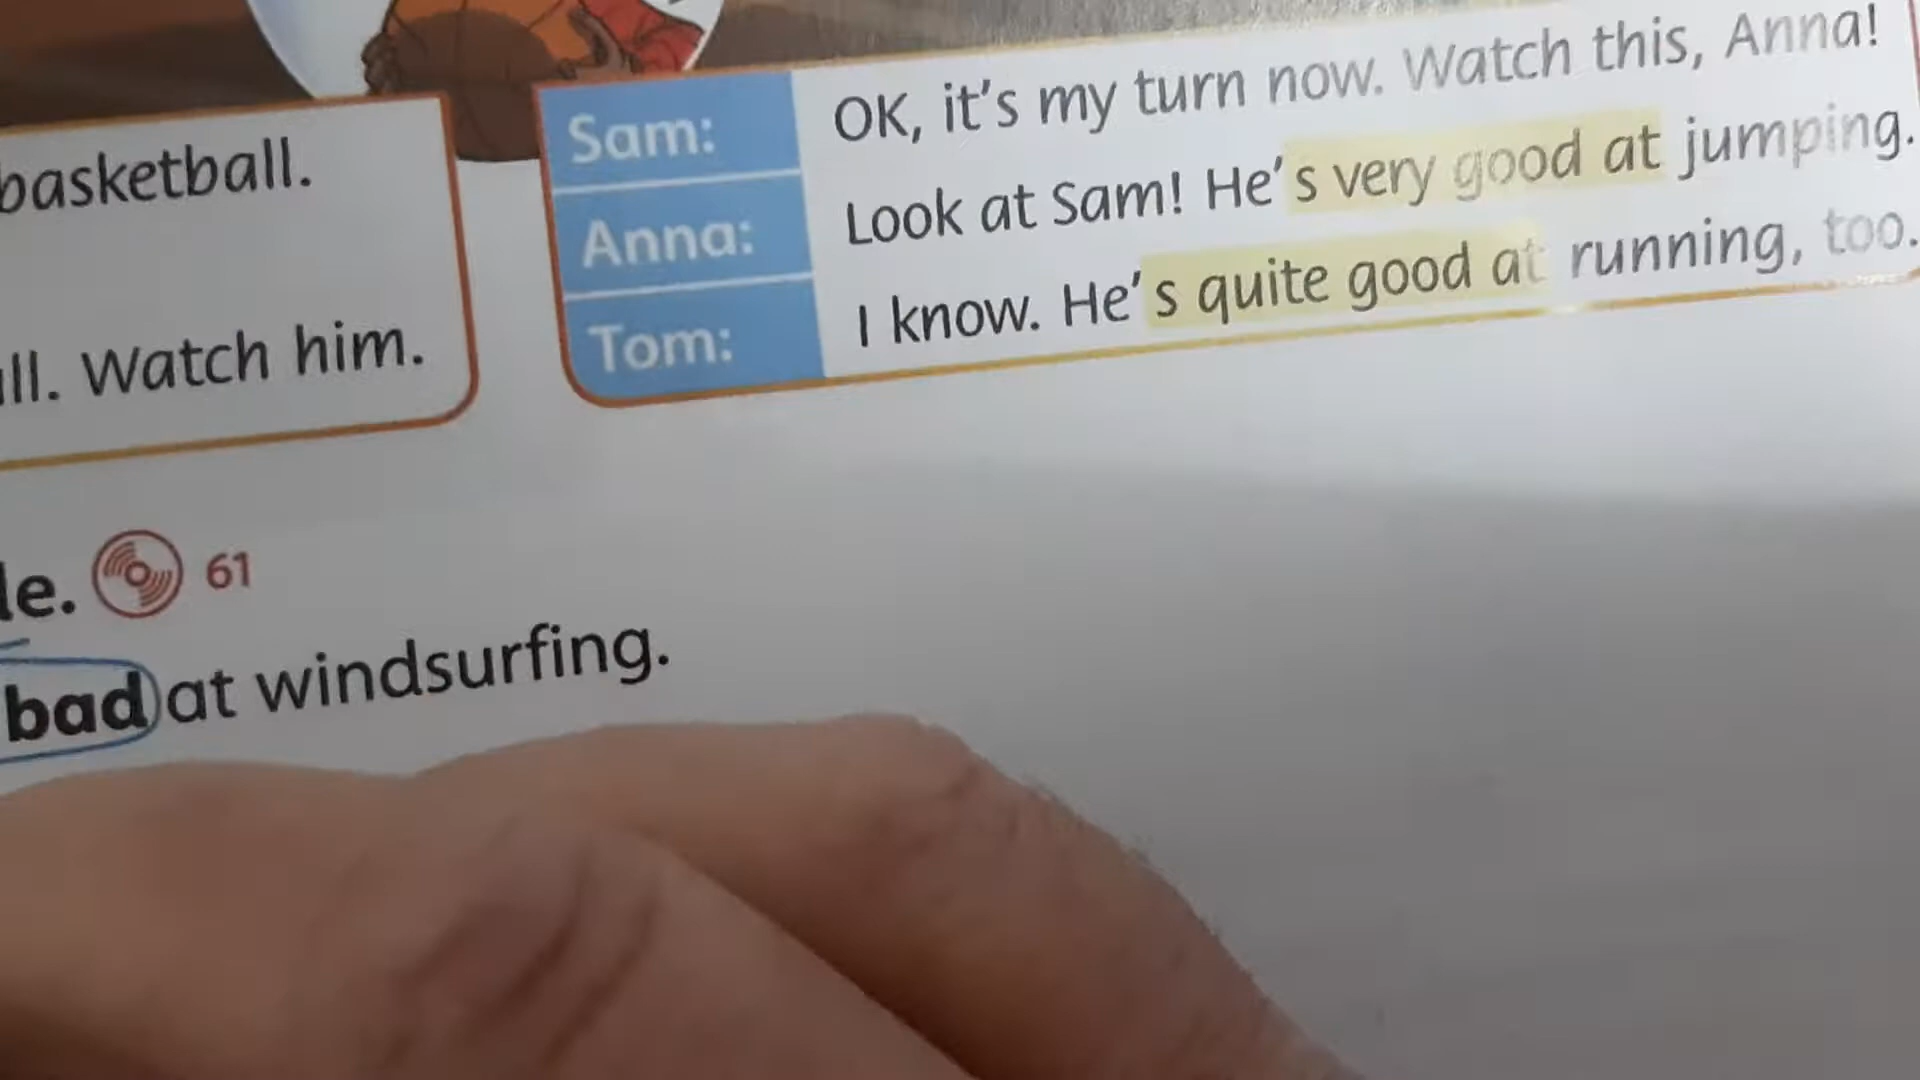 basketball.
ll. Watch him.
Sam: OK, it's my turn now. Watch this, Anna!
Anna: Look at Sam! He's very good at jumping.
Tom: I know. He's quite good at running, too.
le. 61
bad at windsurfing.